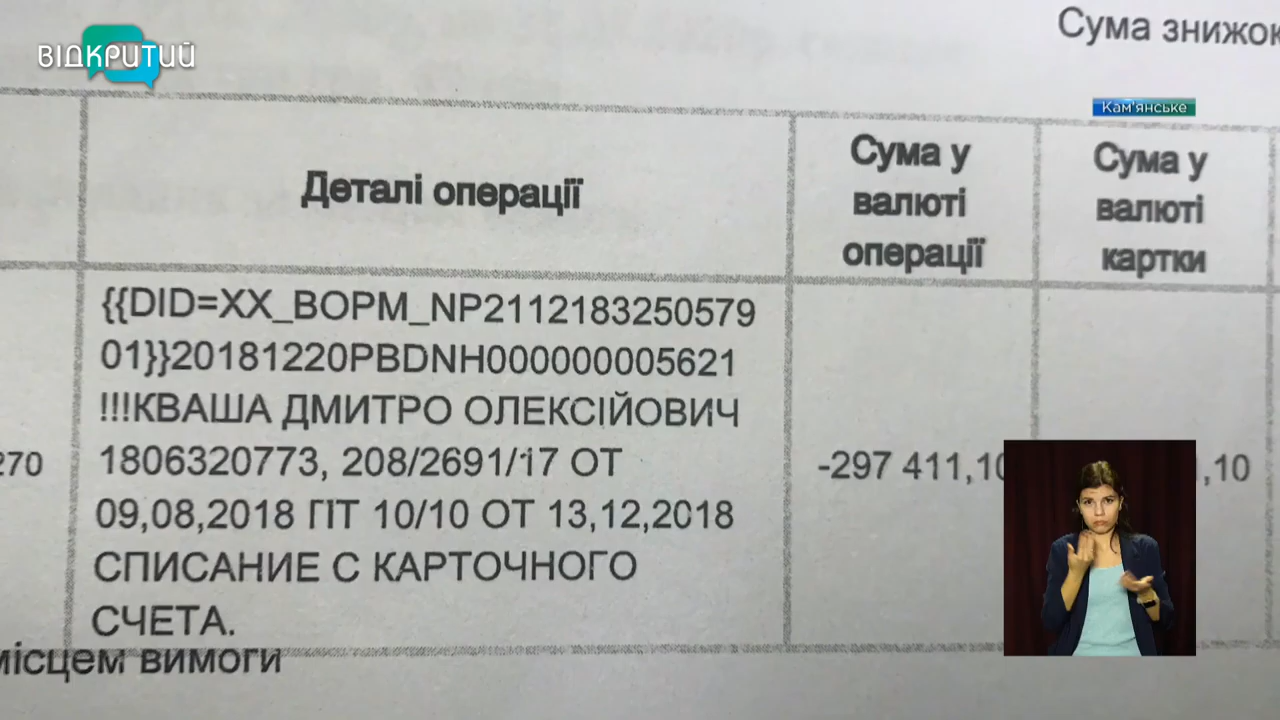 ВІДКРИТИЙ
Сума знижок
Кам'янське
Деталі операції
Сума у
валюті
операції
Сума у
валюті
картки
{{DID=XX_BOPM_NP2112183250579
01}}20181220PBDNH000000005621
!!!КВАША ДМИТРО ОЛЕКСІЙОВИЧ
1806320773, 208/2691/17 ОТ
09,08,2018 ГІТ 10/10 ОТ 13,12,2018
СПИСАНИЕ С КАРТОЧНОГО
СЧЕТА.
270
-297 411,10
,10
місцем вимоги